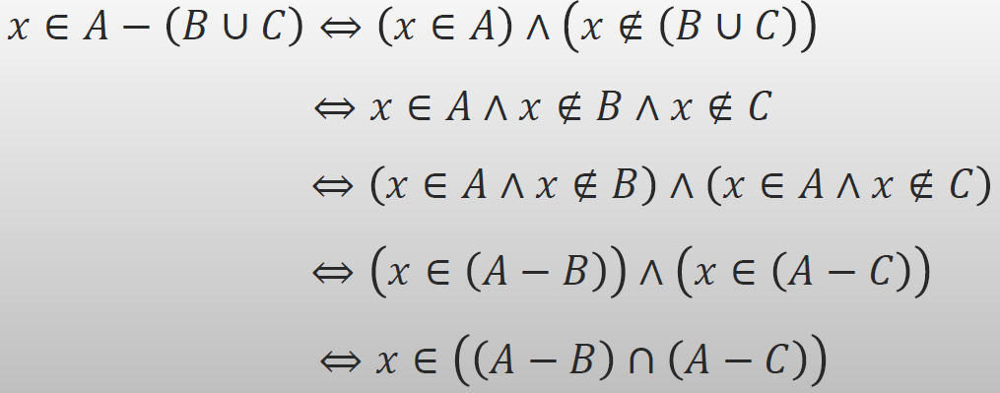 x ∈ A − (B ∪ C) ⇔ (x ∈ A) ∧ (x ∉ (B ∪ C))
⇔ x ∈ A ∧ x ∉ B ∧ x ∉ C
⇔ (x ∈ A ∧ x ∉ B) ∧ (x ∈ A ∧ x ∉ C)
⇔ (x ∈ (A − B)) ∧ (x ∈ (A − C))
⇔ x ∈ ((A − B) ∩ (A − C))